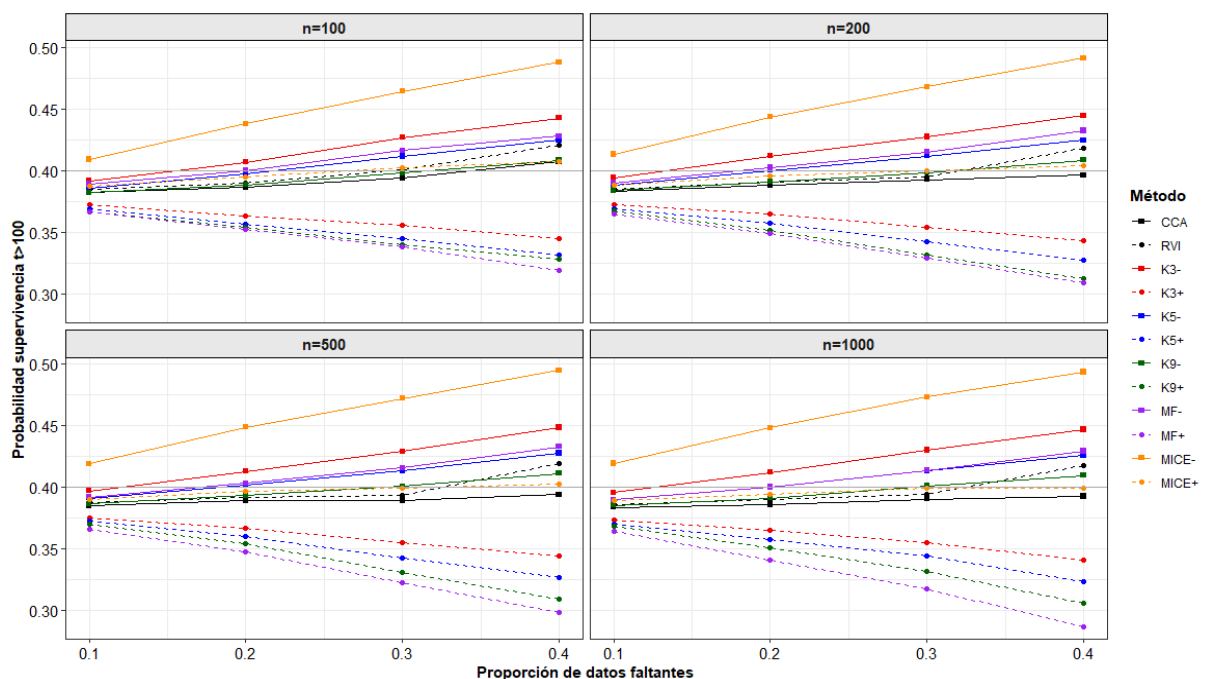 n=100
n=200
0.50
0.45
0.40
0.35
0.30
n=500
n=1000
0.50
0.45
0.40
0.35
0.30
0.1
0.2
0.3
0.4
0.1
0.2
0.3
0.4
Probabilidad supervivencia t>100
Proporción de datos faltantes
Método
CCA
RVI
K3-
K3+
K5-
K5+
K9-
K9+
MF-
MF+
MICE-
MICE+